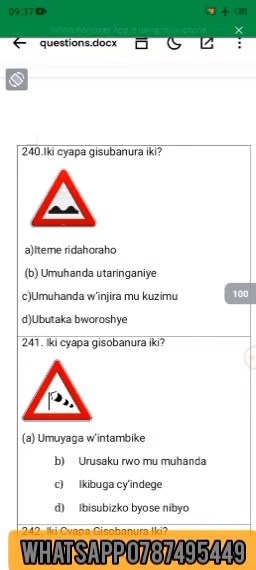 09:37
questions.docx
240.Iki cyapa gisubanura iki?
a)Iteme ridahoraho
(b) Umuhanda utaringaniye
c)Umuhanda w'injira mu kuzimu
100
d)Ubutaka bworoshye
241. Iki cyapa gisobanura iki?
(a) Umuyaga w'intambike
b) Urusaku rwo mu muhanda
c) Ikibuga cy'indege
d) Ibisubizko byose nibyo
242. Iki Cyapa Gisobanura Iki?
WHATSAPP0787495449